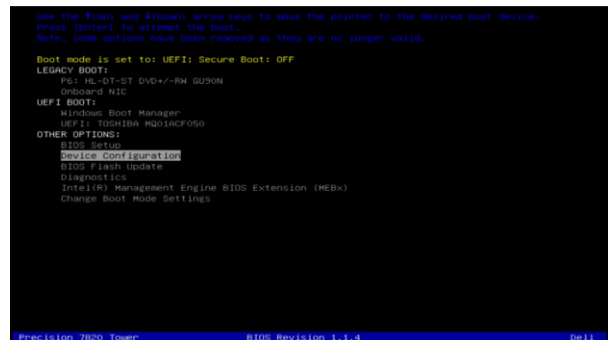 Use the ↑(Up) and ↓(Down) arrow keys to move the pointer to the desired boot device.
Press [Enter] to attempt the boot.
Note, some options have been removed as they are no longer valid.
Boot mode is set to: UEFI; Secure Boot: OFF
LEGACY BOOT:
P6: HL-DT-ST DVD+/-RW GU90N
Onboard NIC
UEFI BOOT:
Windows Boot Manager
UEFI: TOSHIBA MQ01ACF050
OTHER OPTIONS:
BIOS Setup
Device Configuration
BIOS Flash Update
Diagnostics
Intel(R) Management Engine BIOS Extension (MEBx)
Change Boot Mode Settings
Precision 7820 Tower BIOS Revision 1.1.4 Dell